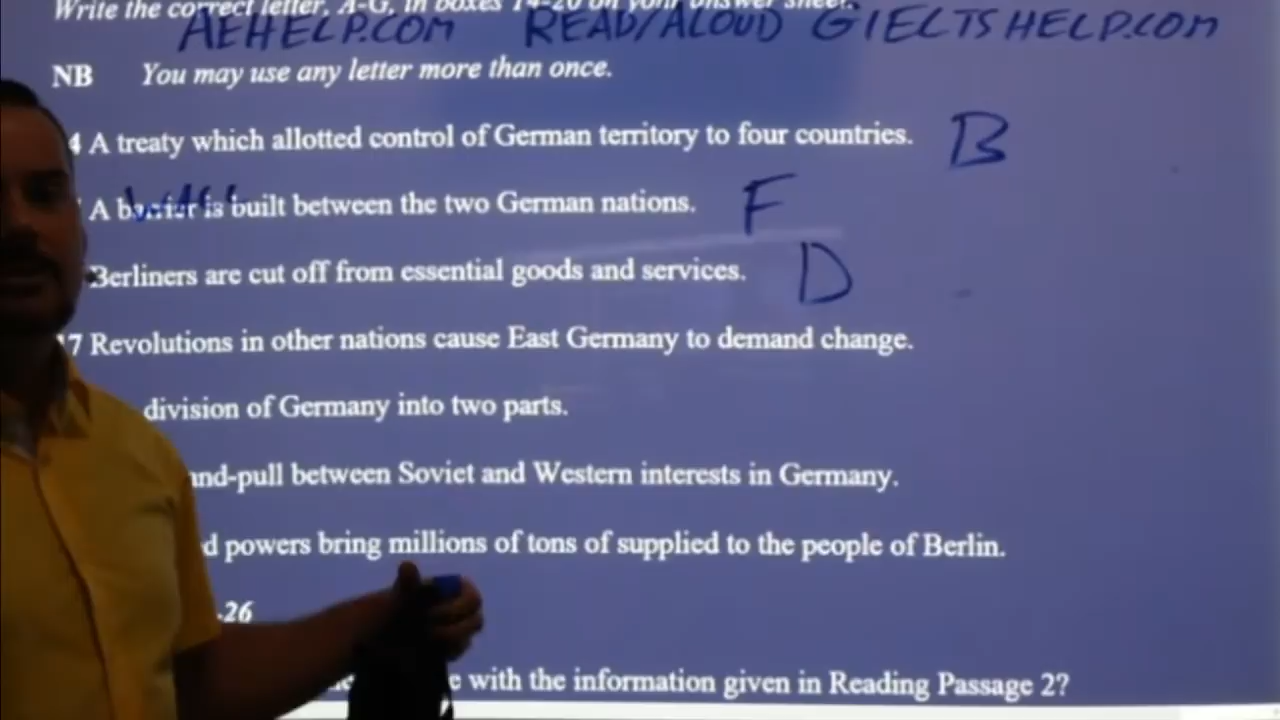 Write the correct letter, A-G, in boxes 14-20 on your answer sheet.
AEHELP.COM READ/ALOUD GIELTSHELP.COM
NB You may use any letter more than once.
4 A treaty which allotted control of German territory to four countries. B
WALL
A barrier is built between the two German nations. F
Berliners are cut off from essential goods and services. D
17 Revolutions in other nations cause East Germany to demand change.
division of Germany into two parts.
and-pull between Soviet and Western interests in Germany.
d powers bring millions of tons of supplied to the people of Berlin.
26
e with the information given in Reading Passage 2?